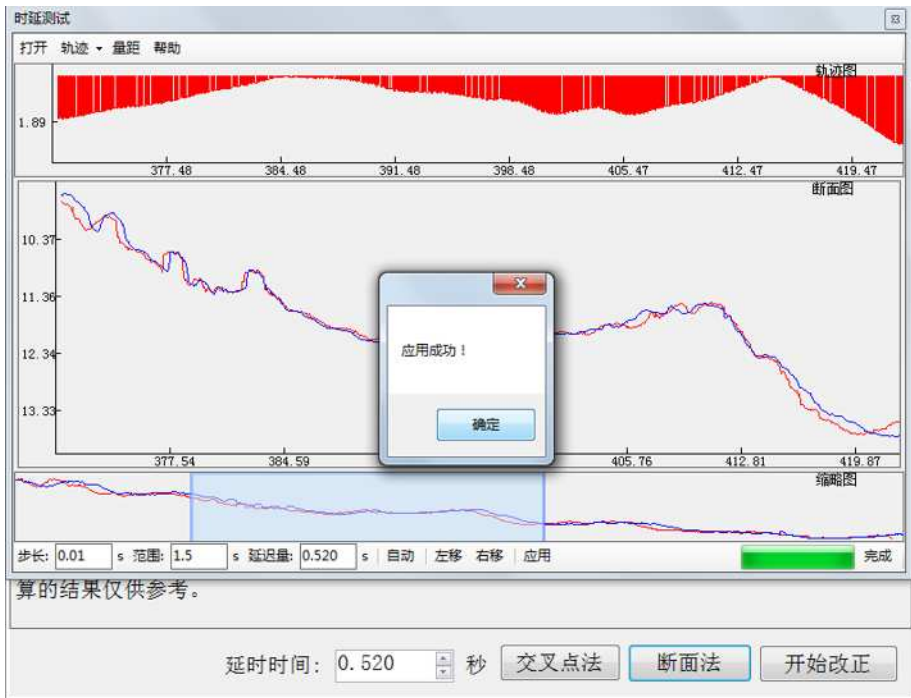 时延测试
打开 轨迹 量距 帮助
轨迹图
1.89
377.48 384.48 391.48 398.48 405.47 412.47 419.47
断面图
10.37
11.36
12.34
13.33
应用成功！
确定
377.54 384.59 405.76 412.81 419.87
缩略图
步长: 0.01 s 范围: 1.5 s 延迟量: 0.520 s 自动 左移 右移 应用 完成
算的结果仅供参考。
延时时间: 0.520 秒 交叉点法 断面法 开始改正